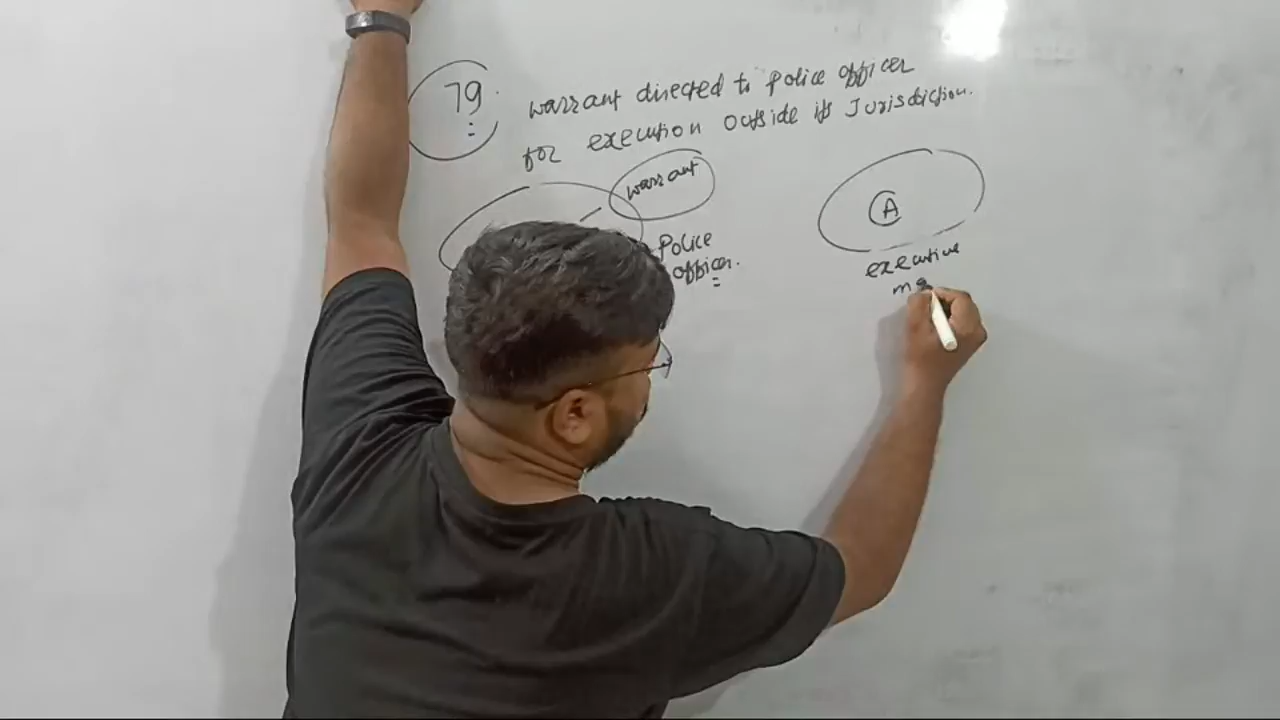 79. warrant directed to police officer
for execution outside its Jurisdiction.
warrant
Police
officer.
A
executive